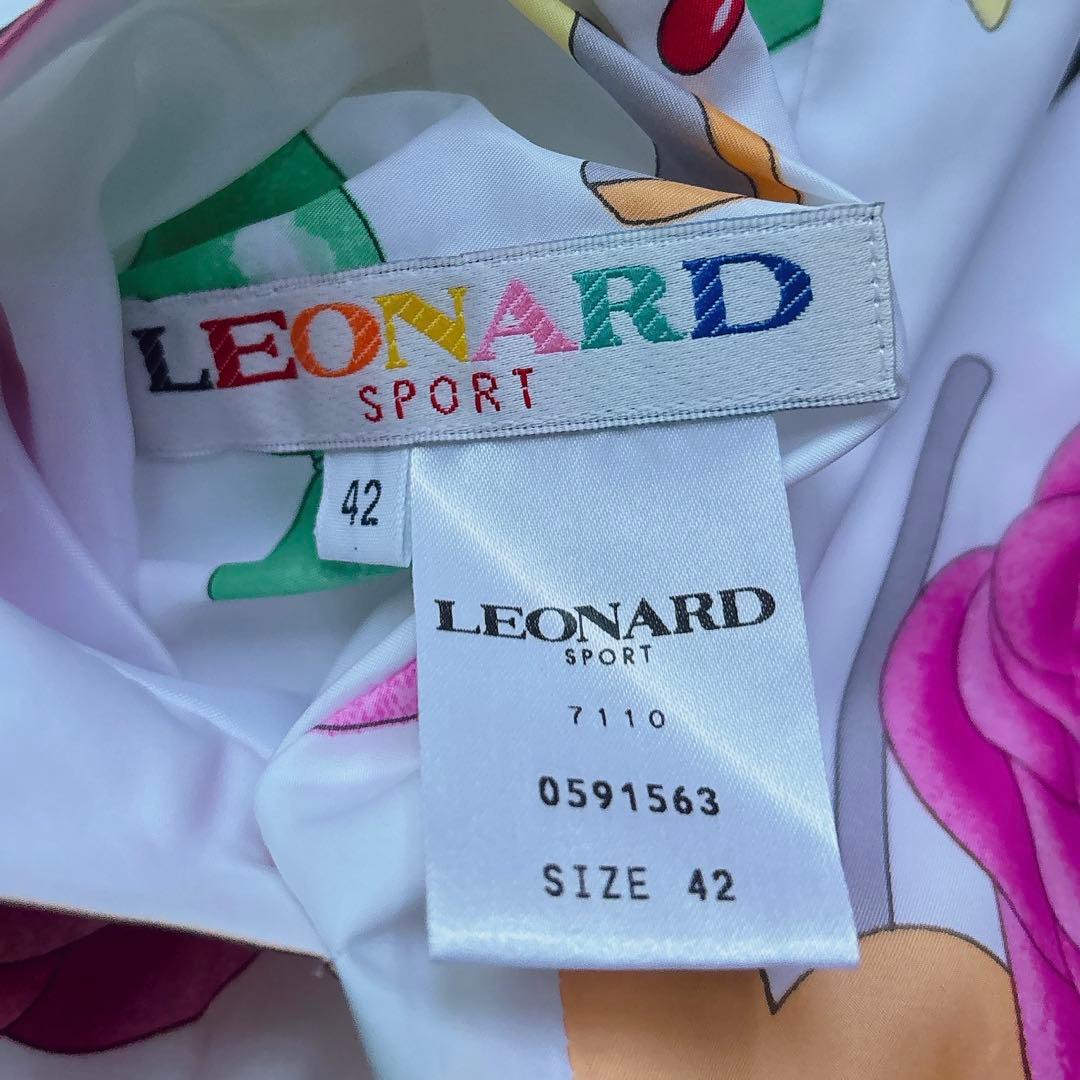 LEONARD
SPORT
42
LEONARD
SPORT
7110
0591563
SIZE 42